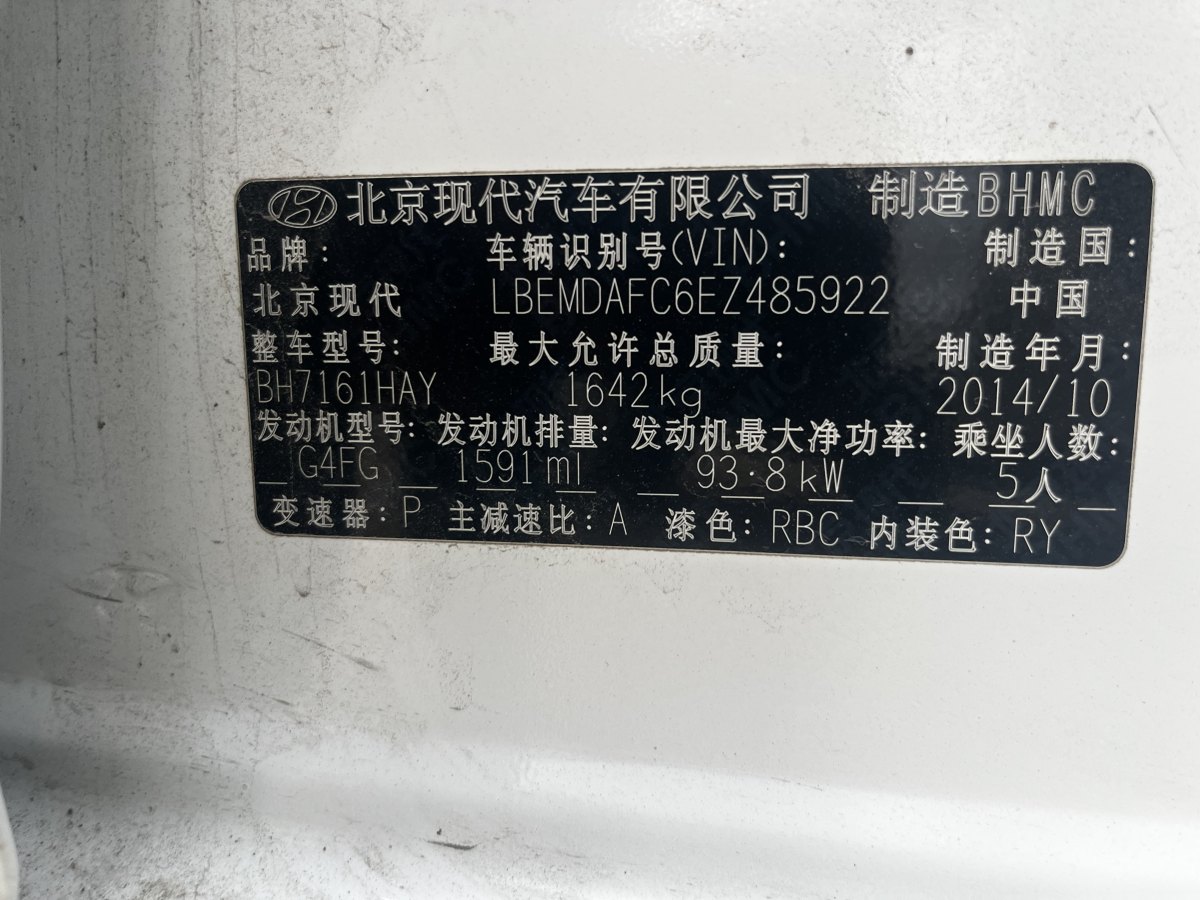 北京现代汽车有限公司 制造BHMC
品牌: 车辆识别号(VIN): 制造国:
北京现代 LBEMDAFC6EZ485922 中国
整车型号: 最大允许总质量: 制造年月:
BH7161HAY 1642kg 2014/10
发动机型号: 发动机排量: 发动机最大净功率: 乘坐人数:
G4FG 1591ml 93.8kW 5人
变速器: P 主减速比: A 漆色: RBC 内装色: RY